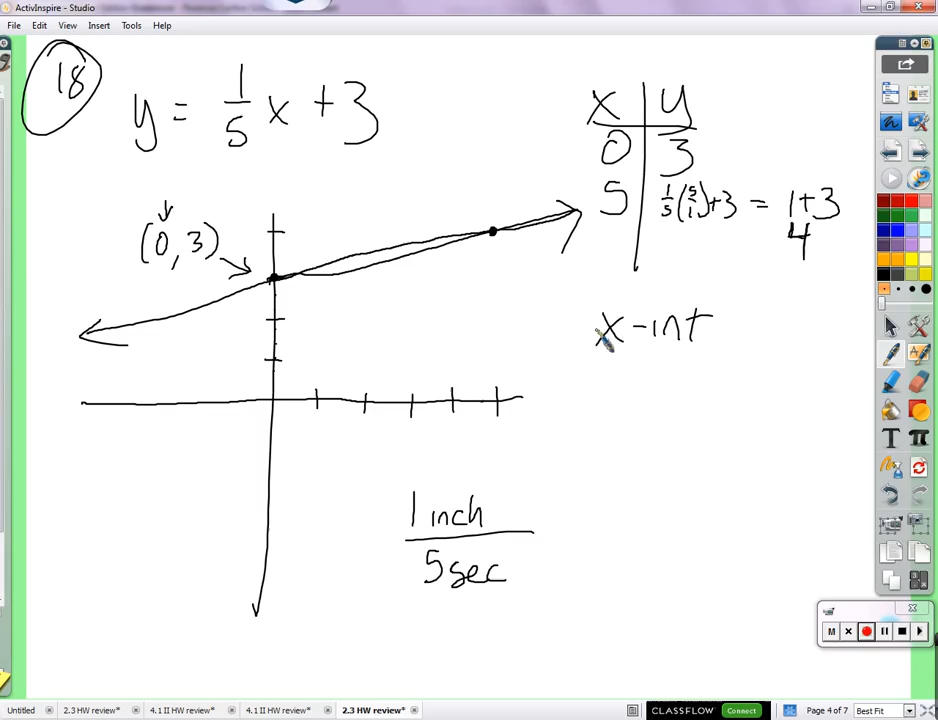 ActivInspire - Studio
File Edit View Insert Tools Help
18
y = 1/5 x + 3
x y
0 3
5 1/5 (5/1) + 3 = 1 + 3
4
(0, 3)
x - int
1 inch
5 sec
M
Untitled 2.3 HW review* 4.1 II HW review* 4.1 II HW review* 2.3 HW review* CLASSFLOW Connect Page 4 of 7 Best Fit